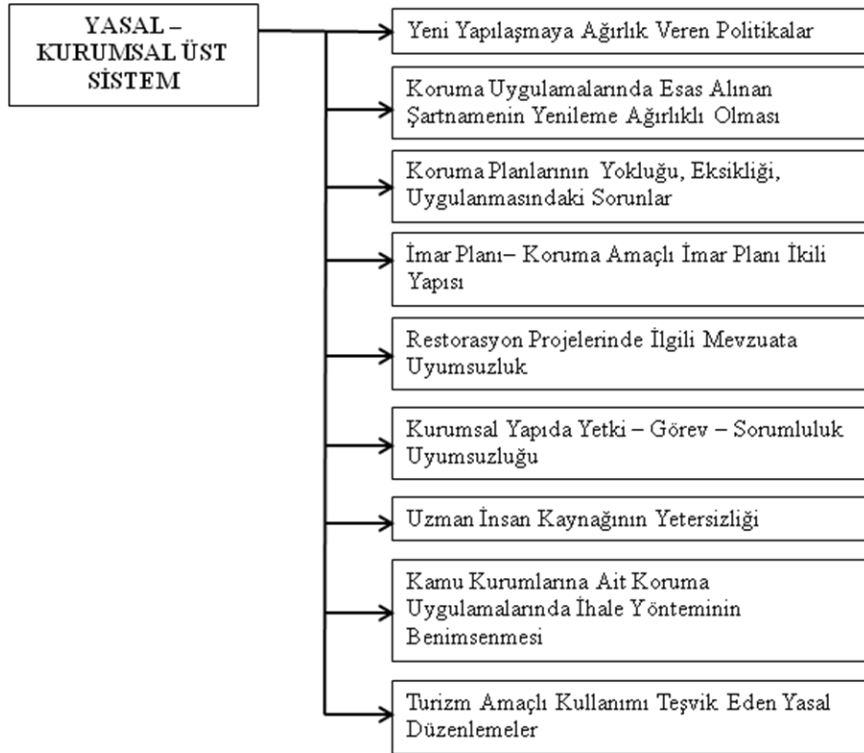 YASAL –
KURUMSAL ÜST
SİSTEM
Yeni Yapılaşmaya Ağırlık Veren Politikalar
Koruma Uygulamalarında Esas Alınan
Şartnamenin Yenileme Ağırlıklı Olması
Koruma Planlarının Yokluğu, Eksikliği,
Uygulanmasındaki Sorunlar
İmar Planı– Koruma Amaçlı İmar Planı İkili
Yapısı
Restorasyon Projelerinde İlgili Mevzuata
Uyumsuzluk
Kurumsal Yapıda Yetki – Görev – Sorumluluk
Uyumsuzluğu
Uzman İnsan Kaynağının Yetersizliği
Kamu Kurumlarına Ait Koruma
Uygulamalarında İhale Yönteminin
Benimsenmesi
Turizm Amaçlı Kullanımı Teşvik Eden Yasal
Düzenlemeler